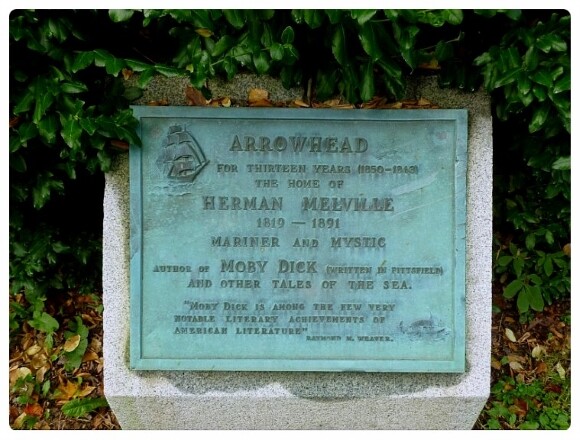 ARROWHEAD
FOR THIRTEEN YEARS (1850-1863)
THE HOME OF
HERMAN MELVILLE
1819 — 1891
MARINER AND MYSTIC
AUTHOR OF MOBY DICK (WRITTEN IN PITTSFIELD)
AND OTHER TALES OF THE SEA.
"MOBY DICK IS AMONG THE FEW VERY
NOTABLE LITERARY ACHIEVEMENTS OF
AMERICAN LITERATURE"
RAYMOND M. WEAVER.